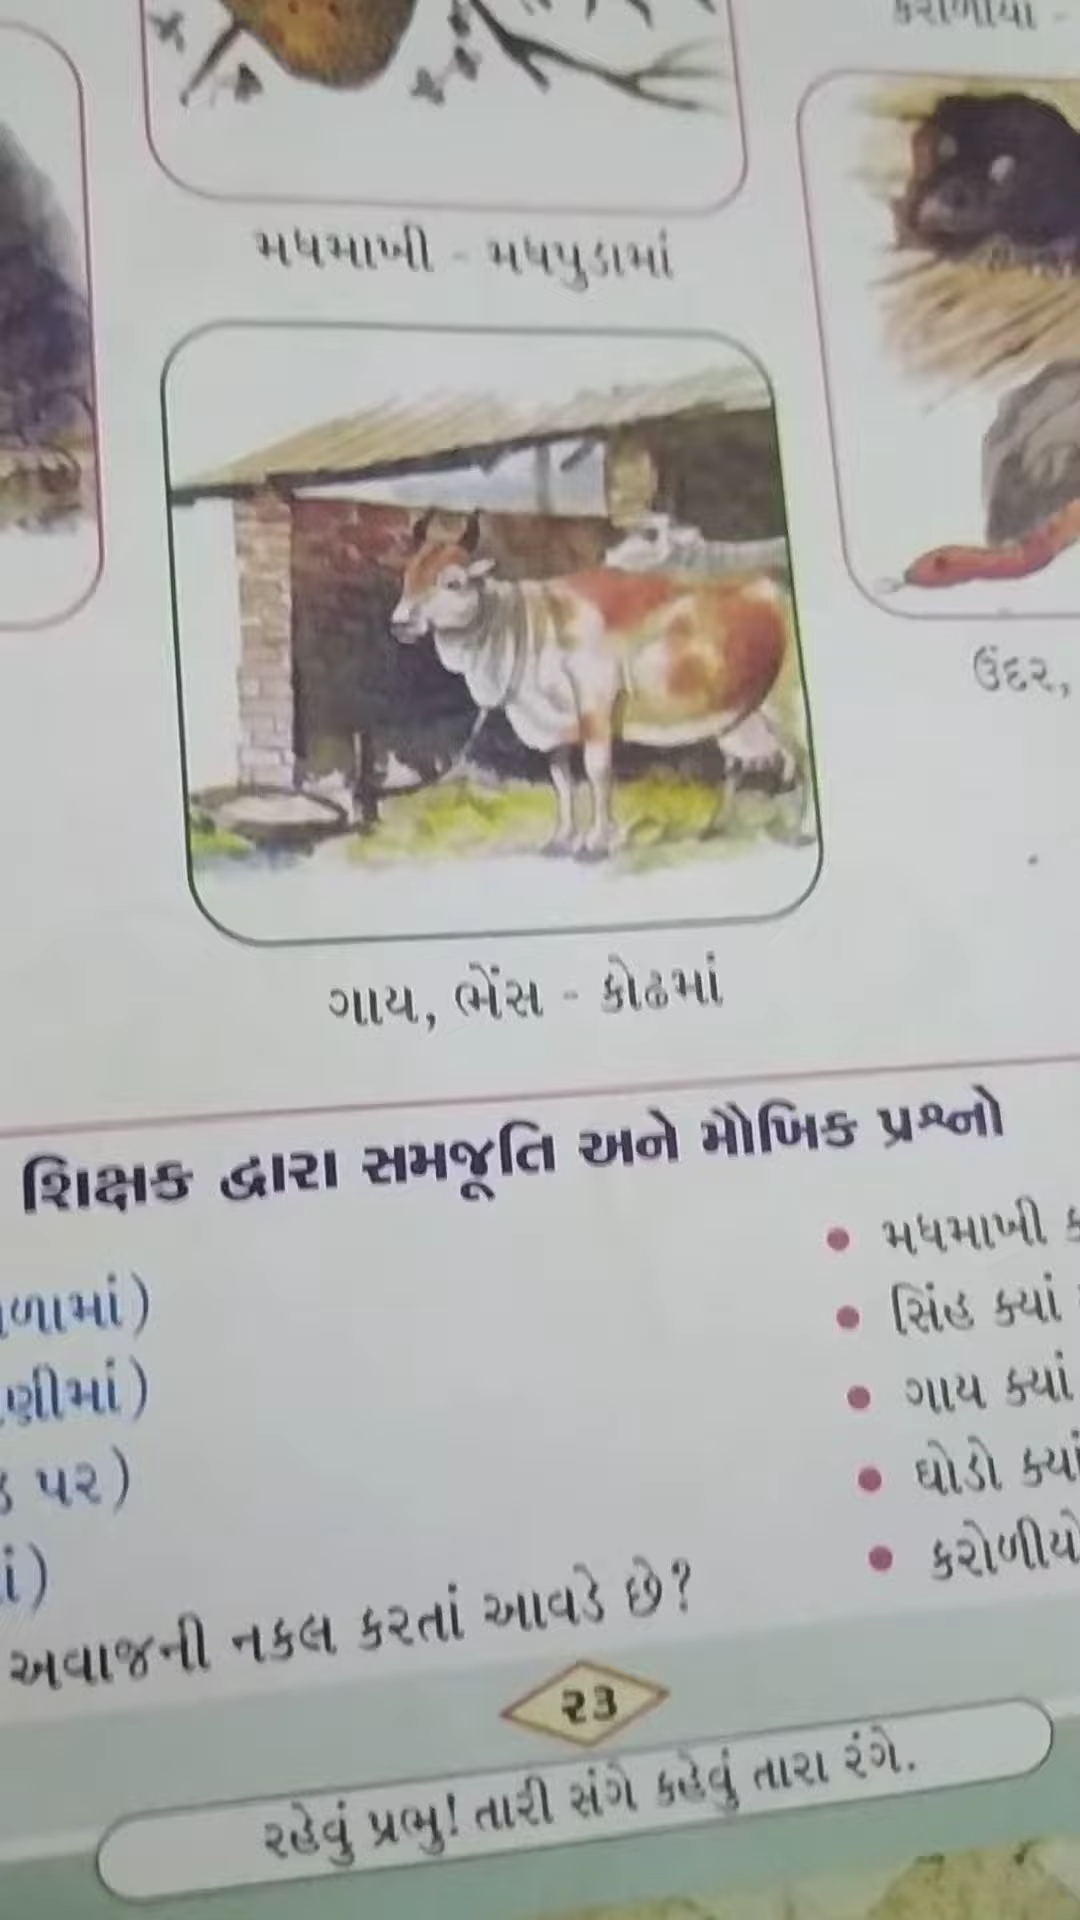 કરોળીયા -
મધમાખી - મધપુડામાં
ઉંદર,
ગાય, ભેંસ - કોઢમાં
શિક્ષક દ્વારા સમજૂતિ અને મૌખિક પ્રશ્નો
મધમાખી
સિંહ ક્યાં
ગાય ક્યાં
ઘોડો ક્યાં
કરોળીયો
પર)
અવાજની નકલ કરતાં આવડે છે?
૨૩
રહેવું પ્રભુ! તારી સંગે કહેવું તારા રંગે.